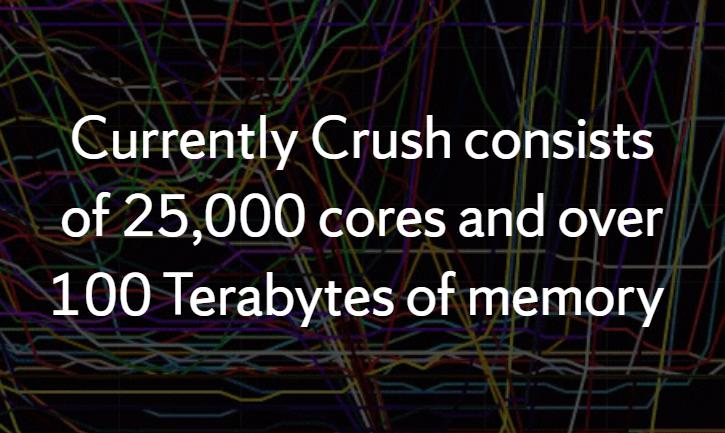 Currently Crush consists
of 25,000 cores and over
100 Terabytes of memory